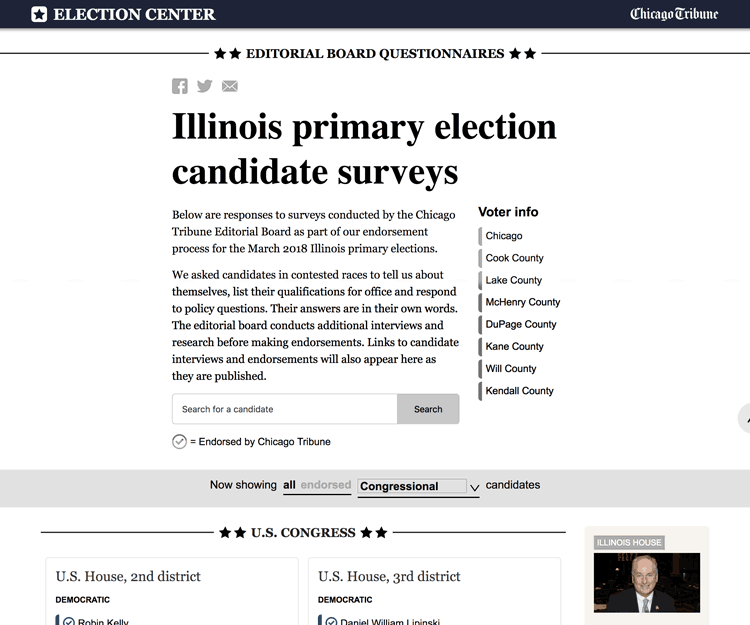 ELECTION CENTER
Chicago Tribune
EDITORIAL BOARD QUESTIONNAIRES
Illinois primary election
candidate surveys
Below are responses to surveys conducted by the Chicago
Tribune Editorial Board as part of our endorsement
process for the March 2018 Illinois primary elections.
We asked candidates in contested races to tell us about
themselves, list their qualifications for office and respond
to policy questions. Their answers are in their own words.
The editorial board conducts additional interviews and
research before making endorsements. Links to candidate
interviews and endorsements will also appear here as
they are published.
Voter info
Chicago
Cook County
Lake County
McHenry County
DuPage County
Kane County
Will County
Kendall County
Search for a candidate
Search
= Endorsed by Chicago Tribune
Now showing all endorsed Congressional candidates
U.S. CONGRESS
U.S. House, 2nd district
DEMOCRATIC
Robin Kelly
U.S. House, 3rd district
DEMOCRATIC
Daniel William Lipinski
ILLINOIS HOUSE